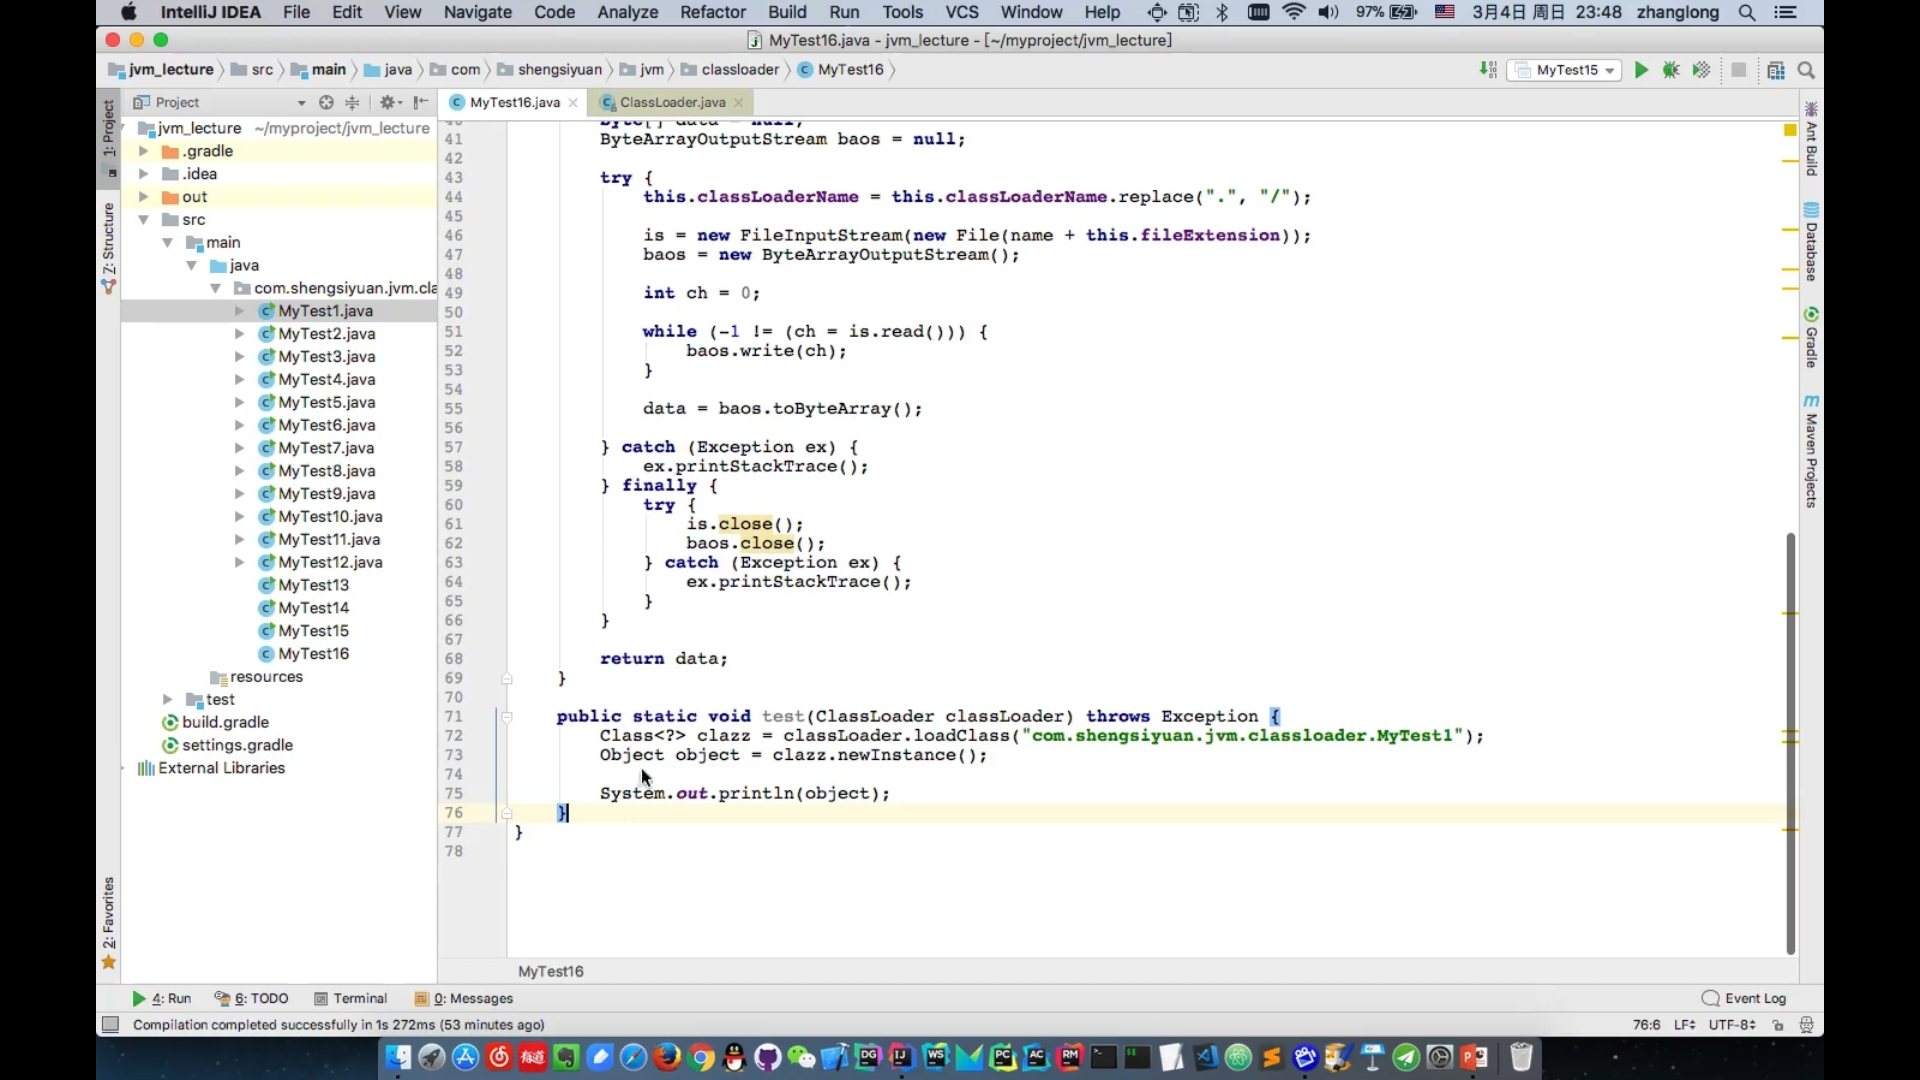 IntelliJ IDEA File Edit View Navigate Code Analyze Refactor Build Run Tools VCS Window Help 97% 3月4日 周日 23:48 zhanglong
MyTest16.java - jvm_lecture - [~/myproject/jvm_lecture]
jvm_lecture src main java com shengsiyuan jvm classloader MyTest16 MyTest15
Project MyTest16.java ClassLoader.java
1: Project
Z: Structure
2: Favorites
jvm_lecture ~/myproject/jvm_lecture
.gradle
.idea
out
src
main
java
com.shengsiyuan.jvm.cla
MyTest1.java
MyTest2.java
MyTest3.java
MyTest4.java
MyTest5.java
MyTest6.java
MyTest7.java
MyTest8.java
MyTest9.java
MyTest10.java
MyTest11.java
MyTest12.java
MyTest13
MyTest14
MyTest15
MyTest16
resources
test
build.gradle
settings.gradle
External Libraries
40 byte[] data = null;
41 ByteArrayOutputStream baos = null;
42
43 try {
44 this.classLoaderName = this.classLoaderName.replace(".", "/");
45
46 is = new FileInputStream(new File(name + this.fileExtension));
47 baos = new ByteArrayOutputStream();
48
49 int ch = 0;
50
51 while (-1 != (ch = is.read())) {
52 baos.write(ch);
53 }
54
55 data = baos.toByteArray();
56
57 } catch (Exception ex) {
58 ex.printStackTrace();
59 } finally {
60 try {
61 is.close();
62 baos.close();
63 } catch (Exception ex) {
64 ex.printStackTrace();
65 }
66 }
67
68 return data;
69 }
70
71 public static void test(ClassLoader classLoader) throws Exception {
72 Class<?> clazz = classLoader.loadClass("com.shengsiyuan.jvm.classloader.MyTest1");
73 Object object = clazz.newInstance();
74
75 System.out.println(object);
76 }
77 }
78
MyTest16
Ant Build
Database
Gradle
Maven Projects
4: Run 6: TODO Terminal 0: Messages Event Log
Compilation completed successfully in 1s 272ms (53 minutes ago) 76:6 LF UTF-8
有道 DG IJ WS PC AC RM P